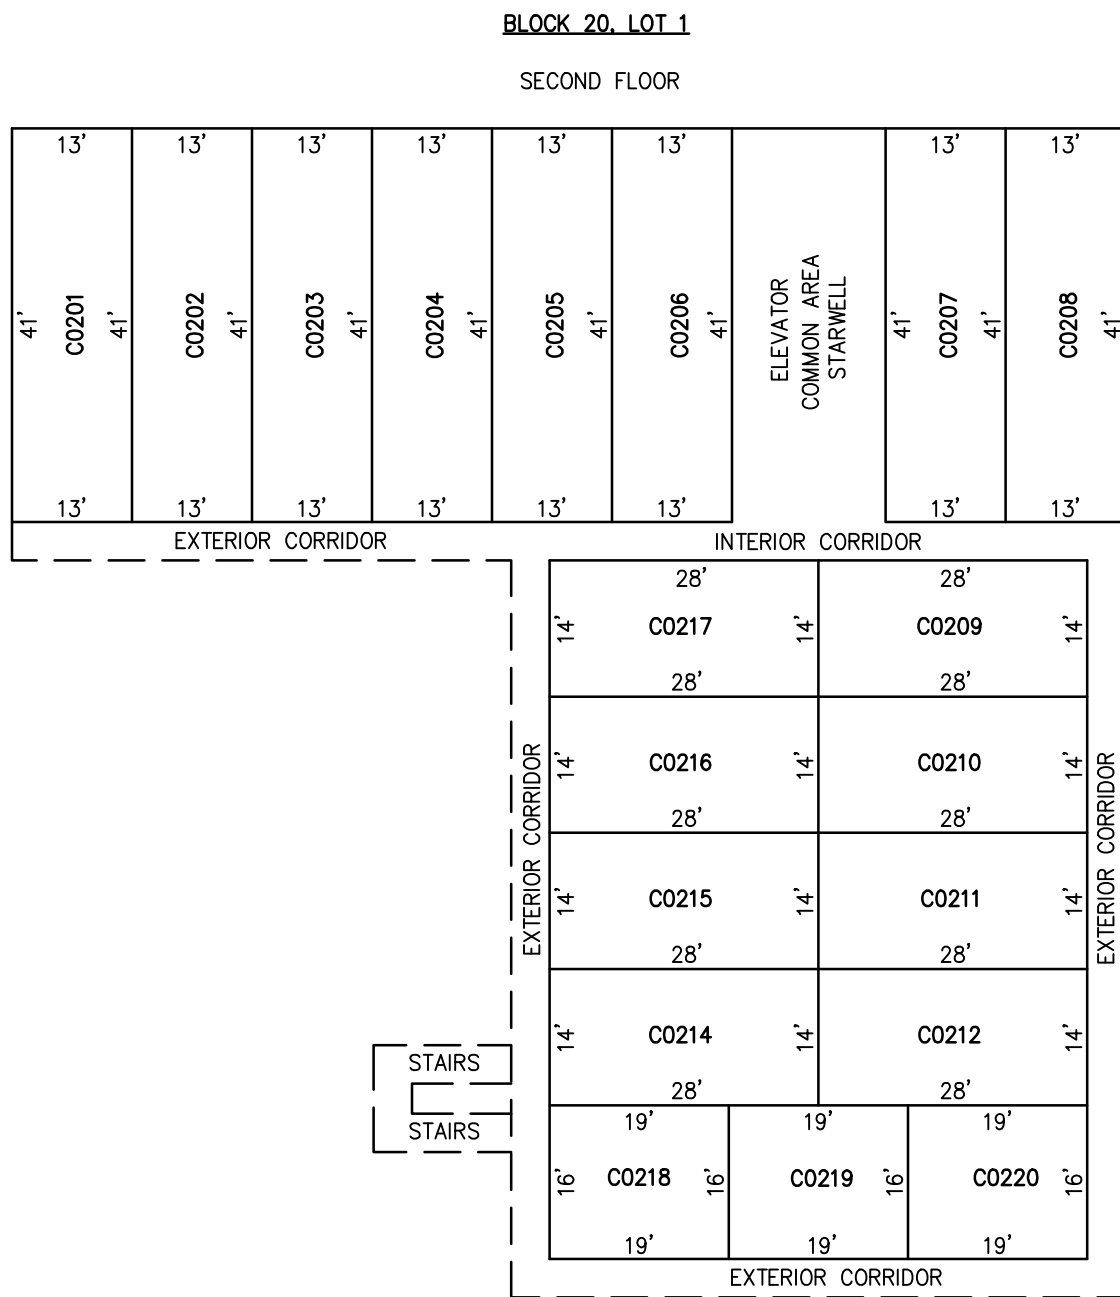 BLOCK 20, LOT 1
SECOND FLOOR
13' 13' 13' 13' 13' 13' 13' 13'
41' C0201 41' C0202 41' C0203 41' C0204 41' C0205 41' C0206 41'
ELEVATOR
COMMON AREA
STARWELL
41' C0207 41' C0208 41'
13' 13' 13' 13' 13' 13' 13' 13'
EXTERIOR CORRIDOR
INTERIOR CORRIDOR
28' 28'
14' C0217 14' C0209 14'
28' 28'
EXTERIOR CORRIDOR
14' C0216 14' C0210 14'
28' 28'
EXTERIOR CORRIDOR
14' C0215 14' C0211 14'
28' 28'
14' C0214 14' C0212 14'
28' 28'
STAIRS
STAIRS
19' 19' 19'
16' C0218 16' C0219 16' C0220 16'
19' 19' 19'
EXTERIOR CORRIDOR